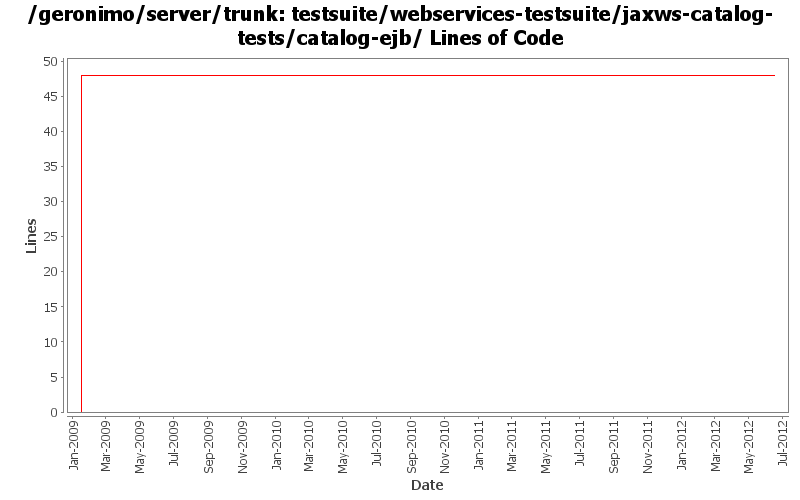 /geronimo/server/trunk: testsuite/webservices-testsuite/jaxws-catalog-
tests/catalog-ejb/ Lines of Code
50
45
40
35
30
25
20
15
10
5
0
Lines
Jan-2009
Mar-2009
May-2009
Jul-2009
Sep-2009
Nov-2009
Jan-2010
Mar-2010
May-2010
Jul-2010
Sep-2010
Nov-2010
Jan-2011
Mar-2011
May-2011
Jul-2011
Sep-2011
Nov-2011
Jan-2012
Mar-2012
May-2012
Jul-2012
Date